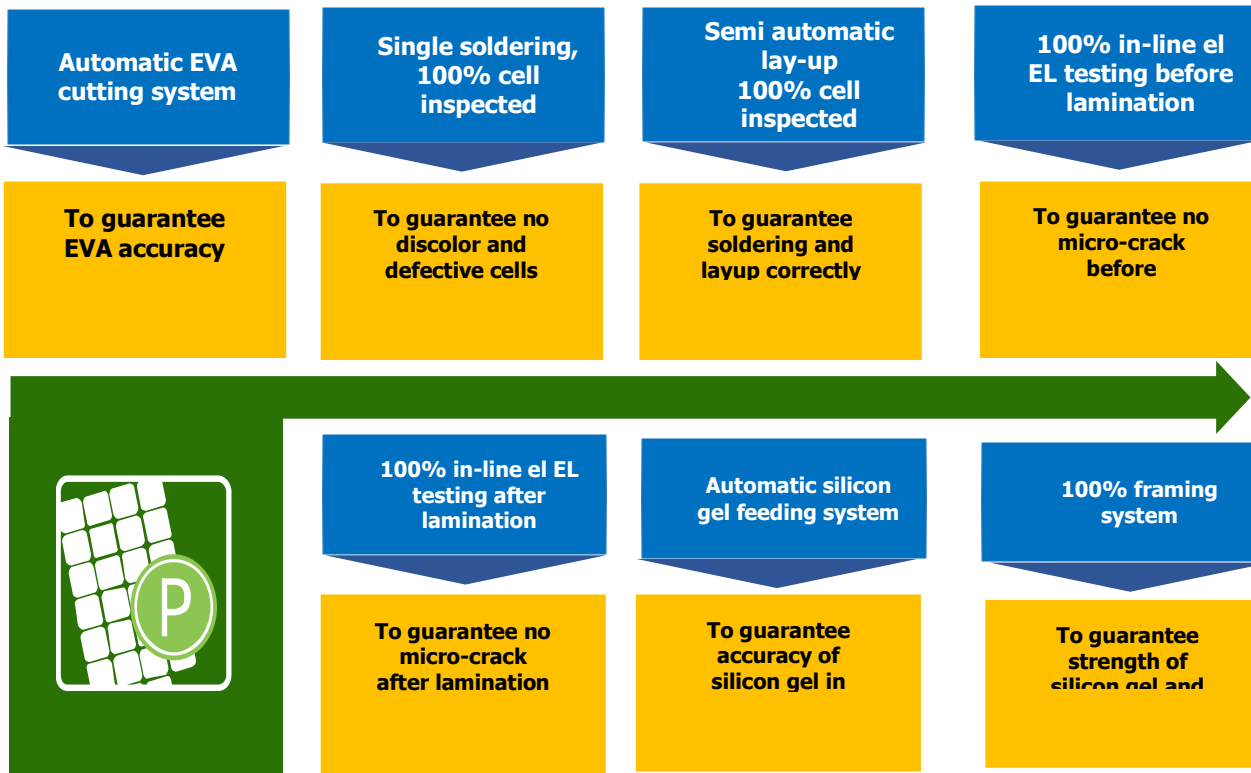 Automatic EVA
cutting system
To guarantee
EVA accuracy
Single soldering,
100% cell
inspected
To guarantee no
discolor and
defective cells
Semi automatic
lay-up
100% cell
inspected
To guarantee
soldering and
layup correctly
100% in-line el
EL testing before
lamination
To guarantee no
micro-crack
before
P
100% in-line el EL
testing after
lamination
To guarantee no
micro-crack
after lamination
Automatic silicon
gel feeding system
To guarantee
accuracy of
silicon gel in
100% framing
system
To guarantee
strength of
silicon gel and